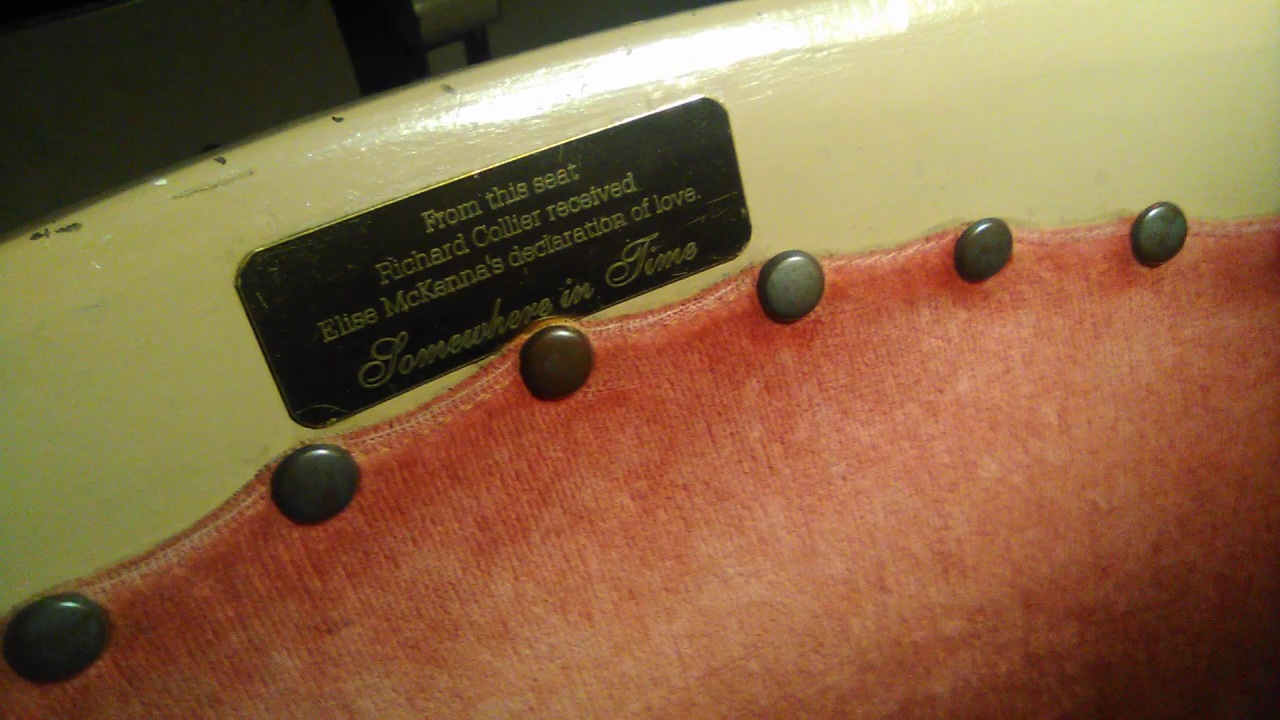 From this seat
Richard Collier received
Elise McKenna's declaration of love.
Somewhere in Time